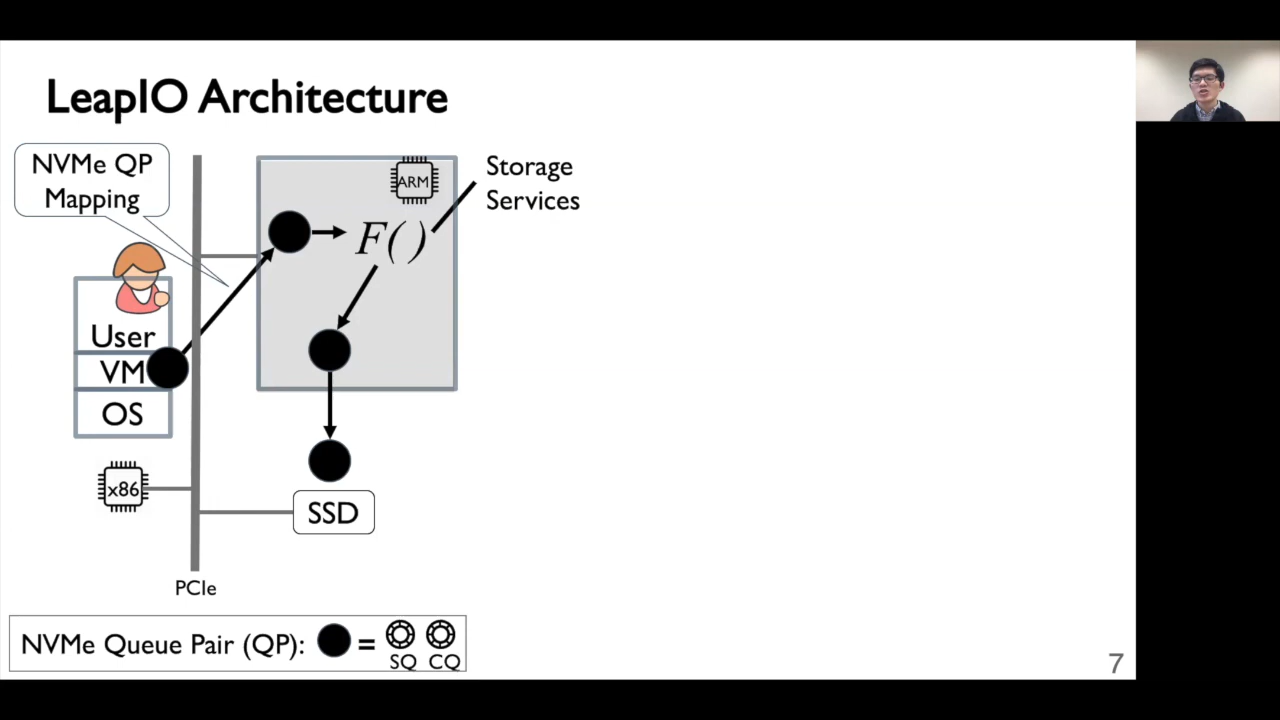 LeapIO Architecture
NVMe QP
Mapping
ARM
Storage
Services
F( )
User
VM
OS
x86
SSD
PCIe
NVMe Queue Pair (QP): =
SQ CQ
7